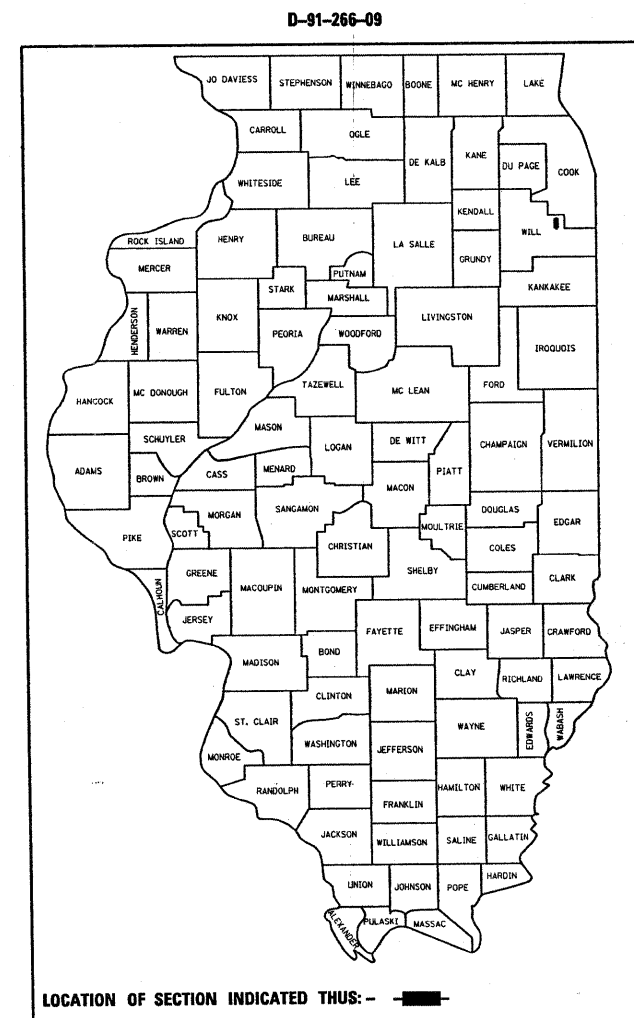 D-91-266-09
JO DAVIESS
STEPHENSON
WINNEBAGO
BOONE
MC HENRY
LAKE
CARROLL
OGLE
DE KALB
KANE
DU PAGE
COOK
WHITESIDE
LEE
KENDALL
WILL
ROCK ISLAND
HENRY
BUREAU
LA SALLE
GRUNDY
MERCER
PUTNAM
KANKAKEE
STARK
MARSHALL
HENDERSON
WARREN
KNOX
PEORIA
WOODFORD
LIVINGSTON
IROQUOIS
HANCOCK
MC DONOUGH
FULTON
TAZEWELL
MC LEAN
FORD
SCHUYLER
MASON
LOGAN
DE WITT
CHAMPAIGN
VERMILION
ADAMS
BROWN
CASS
MENARD
PIATT
MACON
PIKE
SCOTT
MORGAN
SANGAMON
CHRISTIAN
MOULTRIE
DOUGLAS
EDGAR
COLES
CALHOUN
GREENE
MACOUPIN
MONTGOMERY
SHELBY
CUMBERLAND
CLARK
JERSEY
FAYETTE
EFFINGHAM
JASPER
CRAWFORD
MADISON
BOND
CLAY
RICHLAND
LAWRENCE
CLINTON
MARION
ST. CLAIR
WAYNE
EDWARDS
WABASH
WASHINGTON
JEFFERSON
MONROE
RANDOLPH
PERRY
HAMILTON
WHITE
FRANKLIN
JACKSON
WILLIAMSON
SALINE
GALLATIN
UNION
JOHNSON
POPE
HARDIN
ALEXANDER
PULASKI
MASSAC
LOCATION OF SECTION INDICATED THUS: -